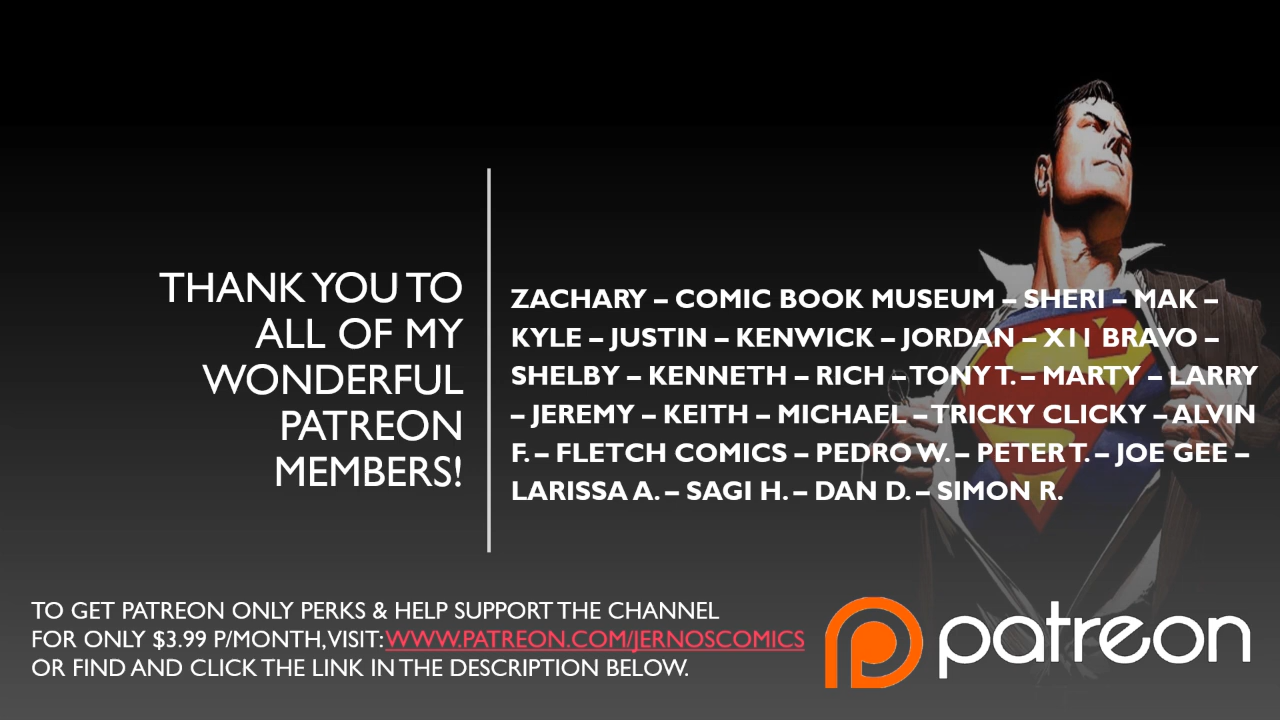 THANK YOU TO
ALL OF MY
WONDERFUL
PATREON
MEMBERS!
ZACHARY – COMIC BOOK MUSEUM – SHERI – MAK –
KYLE – JUSTIN – KENWICK – JORDAN – X11 BRAVO –
SHELBY – KENNETH – RICH – TONY T. – MARTY – LARRY
– JEREMY – KEITH – MICHAEL – TRICKY CLICKY – ALVIN
F. – FLETCH COMICS – PEDRO W. – PETER T. – JOE GEE –
LARISSA A. – SAGI H. – DAN D. – SIMON R.
TO GET PATREON ONLY PERKS & HELP SUPPORT THE CHANNEL
FOR ONLY $3.99 P/MONTH, VISIT: WWW.PATREON.COM/JERNOSCOMICS
OR FIND AND CLICK THE LINK IN THE DESCRIPTION BELOW.
patreon